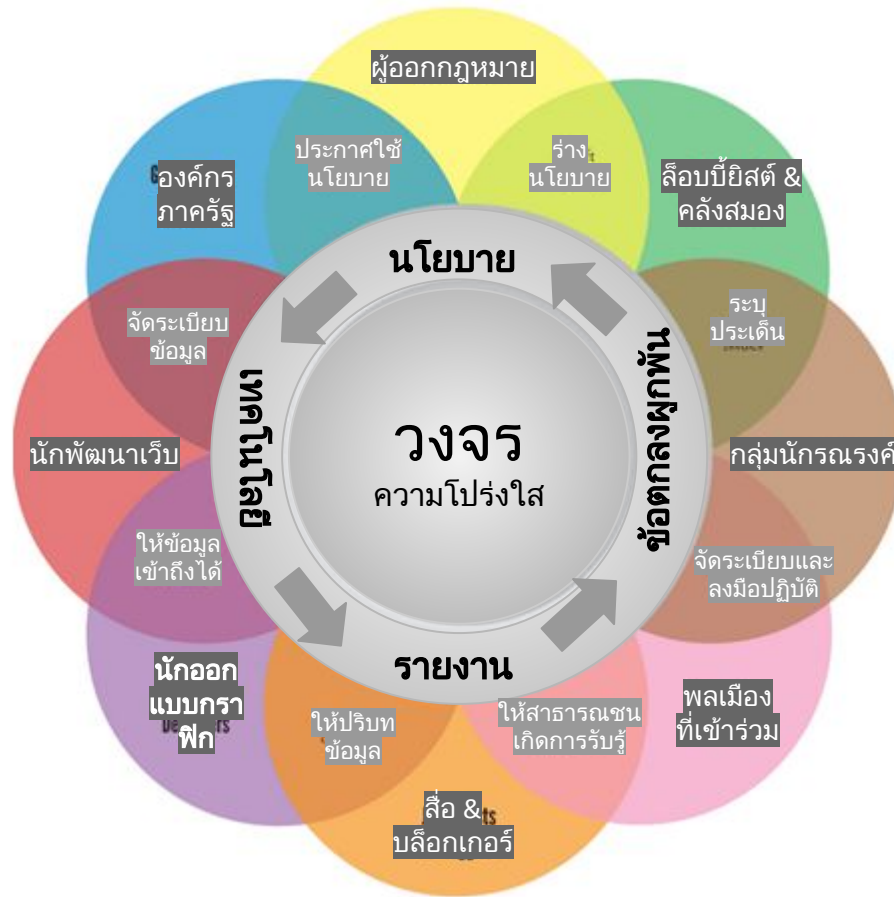 ผู้ออกกฎหมาย
ประกาศใช้
นโยบาย
ร่าง
นโยบาย
องค์กร
ภาครัฐ
ล็อบบี้ยิสต์ &
คลังสมอง
นโยบาย
จัดระเบียบ
ข้อมูล
ระบุ
ประเด็น
เทคโนโลยี
วงจร
ความโปร่งใส
ข้อตกลงผูกพัน
นักพัฒนาเว็บ
กลุ่มนักรณรงค์
ให้ข้อมูล
เข้าถึงได้
จัดระเบียบและ
ลงมือปฏิบัติ
รายงาน
นักออก
แบบกรา
ฟิก
ให้ปริบท
ข้อมูล
ให้สาธารณชน
เกิดการรับรู้
พลเมือง
ที่เข้าร่วม
สื่อ &
บล็อกเกอร์